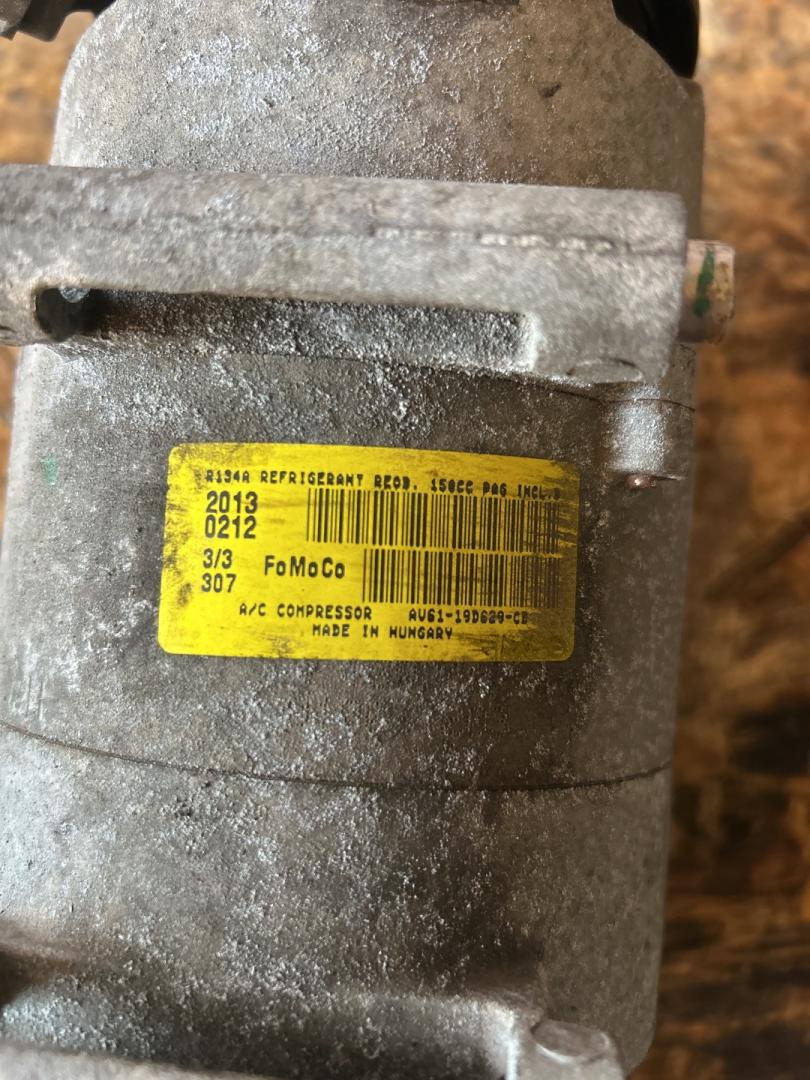 R134A REFRIGERANT REQD. 150CC PAG INCL.D
2013
0212
3/3
307
FoMoCo
A/C COMPRESSOR AV61-19D629-CB
MADE IN HUNGARY